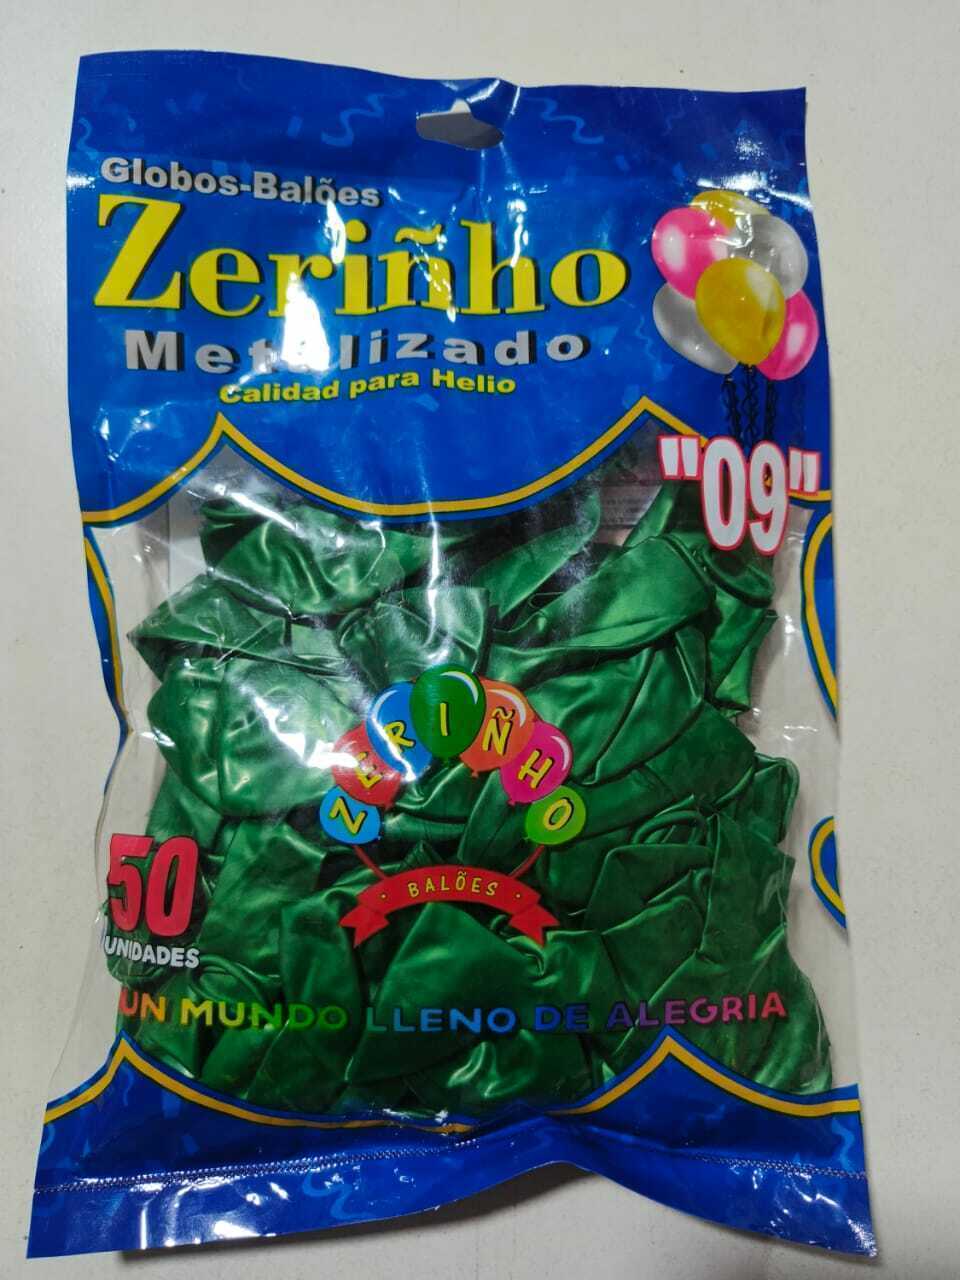 Globos-Balões
Zeriñho
Metalizado
Calidad para Helio
"09"
ZERIÑHO
· BALÕES ·
50
UNIDADES
UN MUNDO LLENO DE ALEGRIA